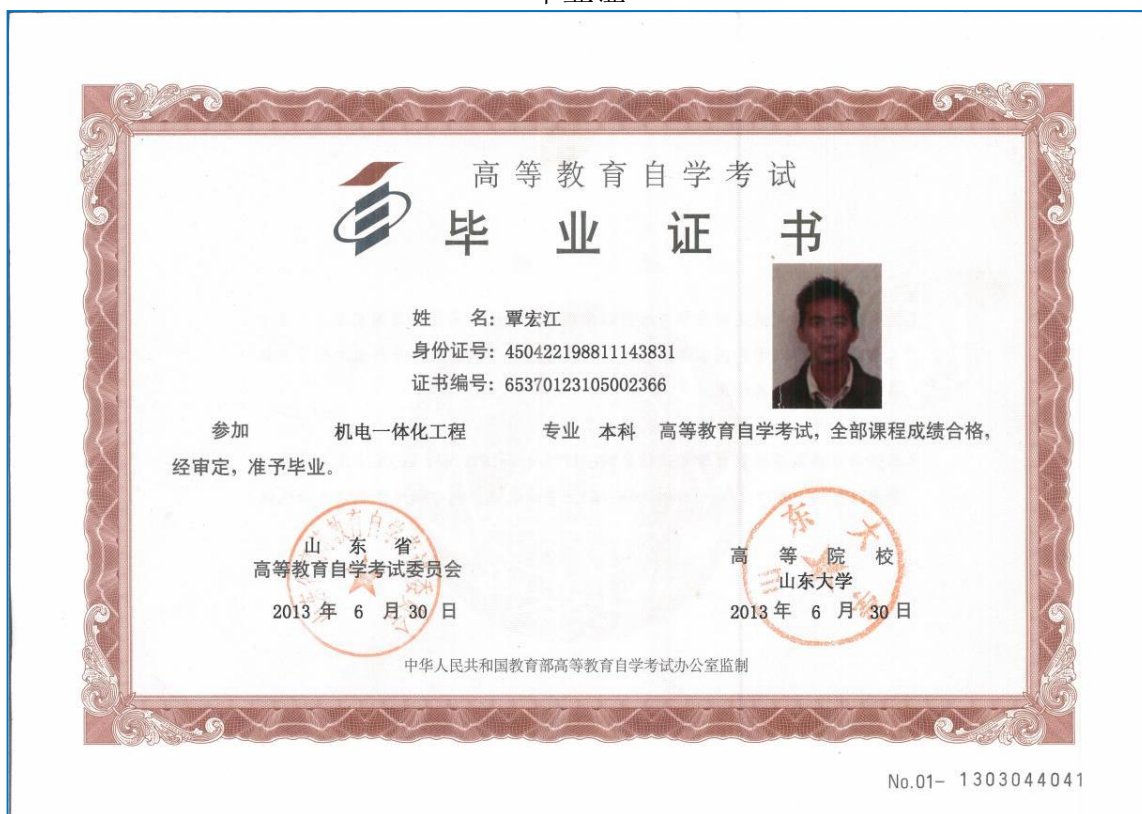 高等教育自学考试
毕业证书
姓 名：覃宏江
身份证号：450422198811143831
证书编号：65370123105002366
参加 机电一体化工程 专业 本科 高等教育自学考试，全部课程成绩合格，
经审定，准予毕业。
山东省
高等教育自学考试委员会
2013 年 6 月 30 日
高等院校
山东大学
2013 年 6 月 30 日
山东大学
中华人民共和国教育部高等教育自学考试办公室监制
No.01- 1303044041